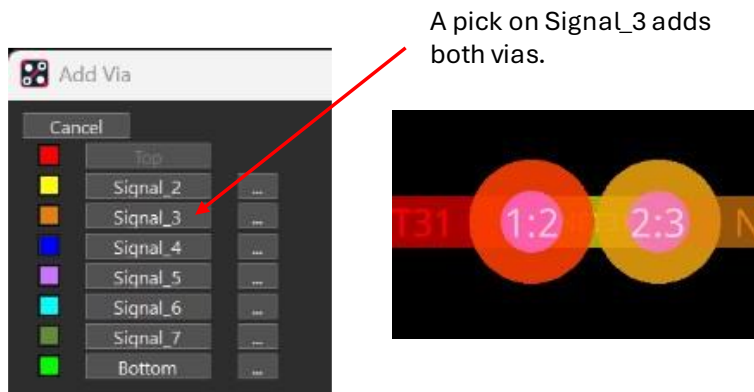 A pick on Signal_3 adds
both vias.
Add Via
Cancel
Top
Signal_2 ...
Signal_3 ...
Signal_4 ...
Signal_5 ...
Signal_6 ...
Signal_7 ...
Bottom ...
T31 1:2 2:3 N